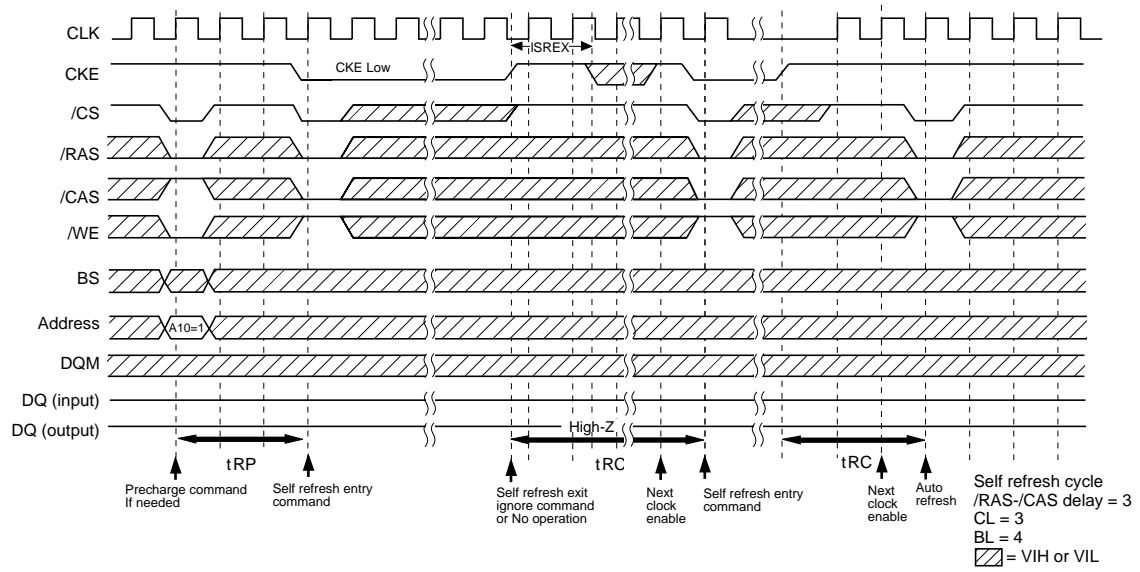 CLK
ISREX
CKE
CKE Low
/CS
/RAS
/CAS
/WE
BS
Address
A10=1
DQM
DQ (input)
DQ (output)
High-Z
tRP
tRC
tRC
Precharge command
If needed
Self refresh entry
command
Self refresh exit
ignore command
or No operation
Next
clock
enable
Self refresh entry
command
Next
clock
enable
Auto
refresh
Self refresh cycle
/RAS-/CAS delay = 3
CL = 3
BL = 4
= VIH or VIL